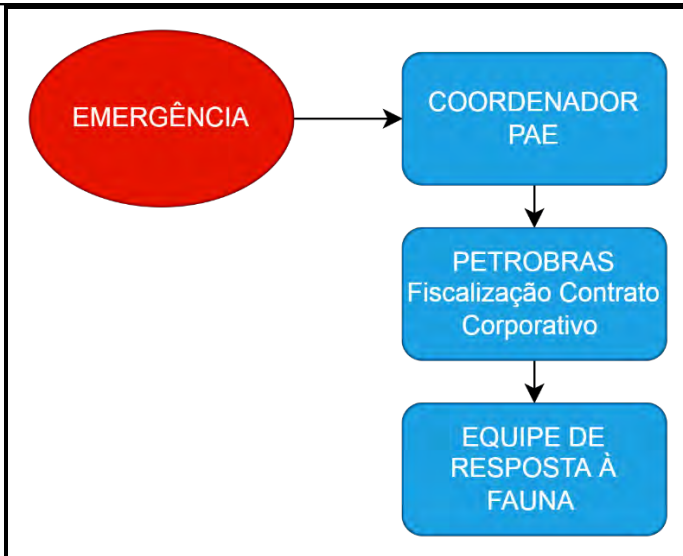 EMERGÊNCIA
COORDENADOR
PAE
PETROBRAS
Fiscalização Contrato
Corporativo
EQUIPE DE
RESPOSTA À
FAUNA